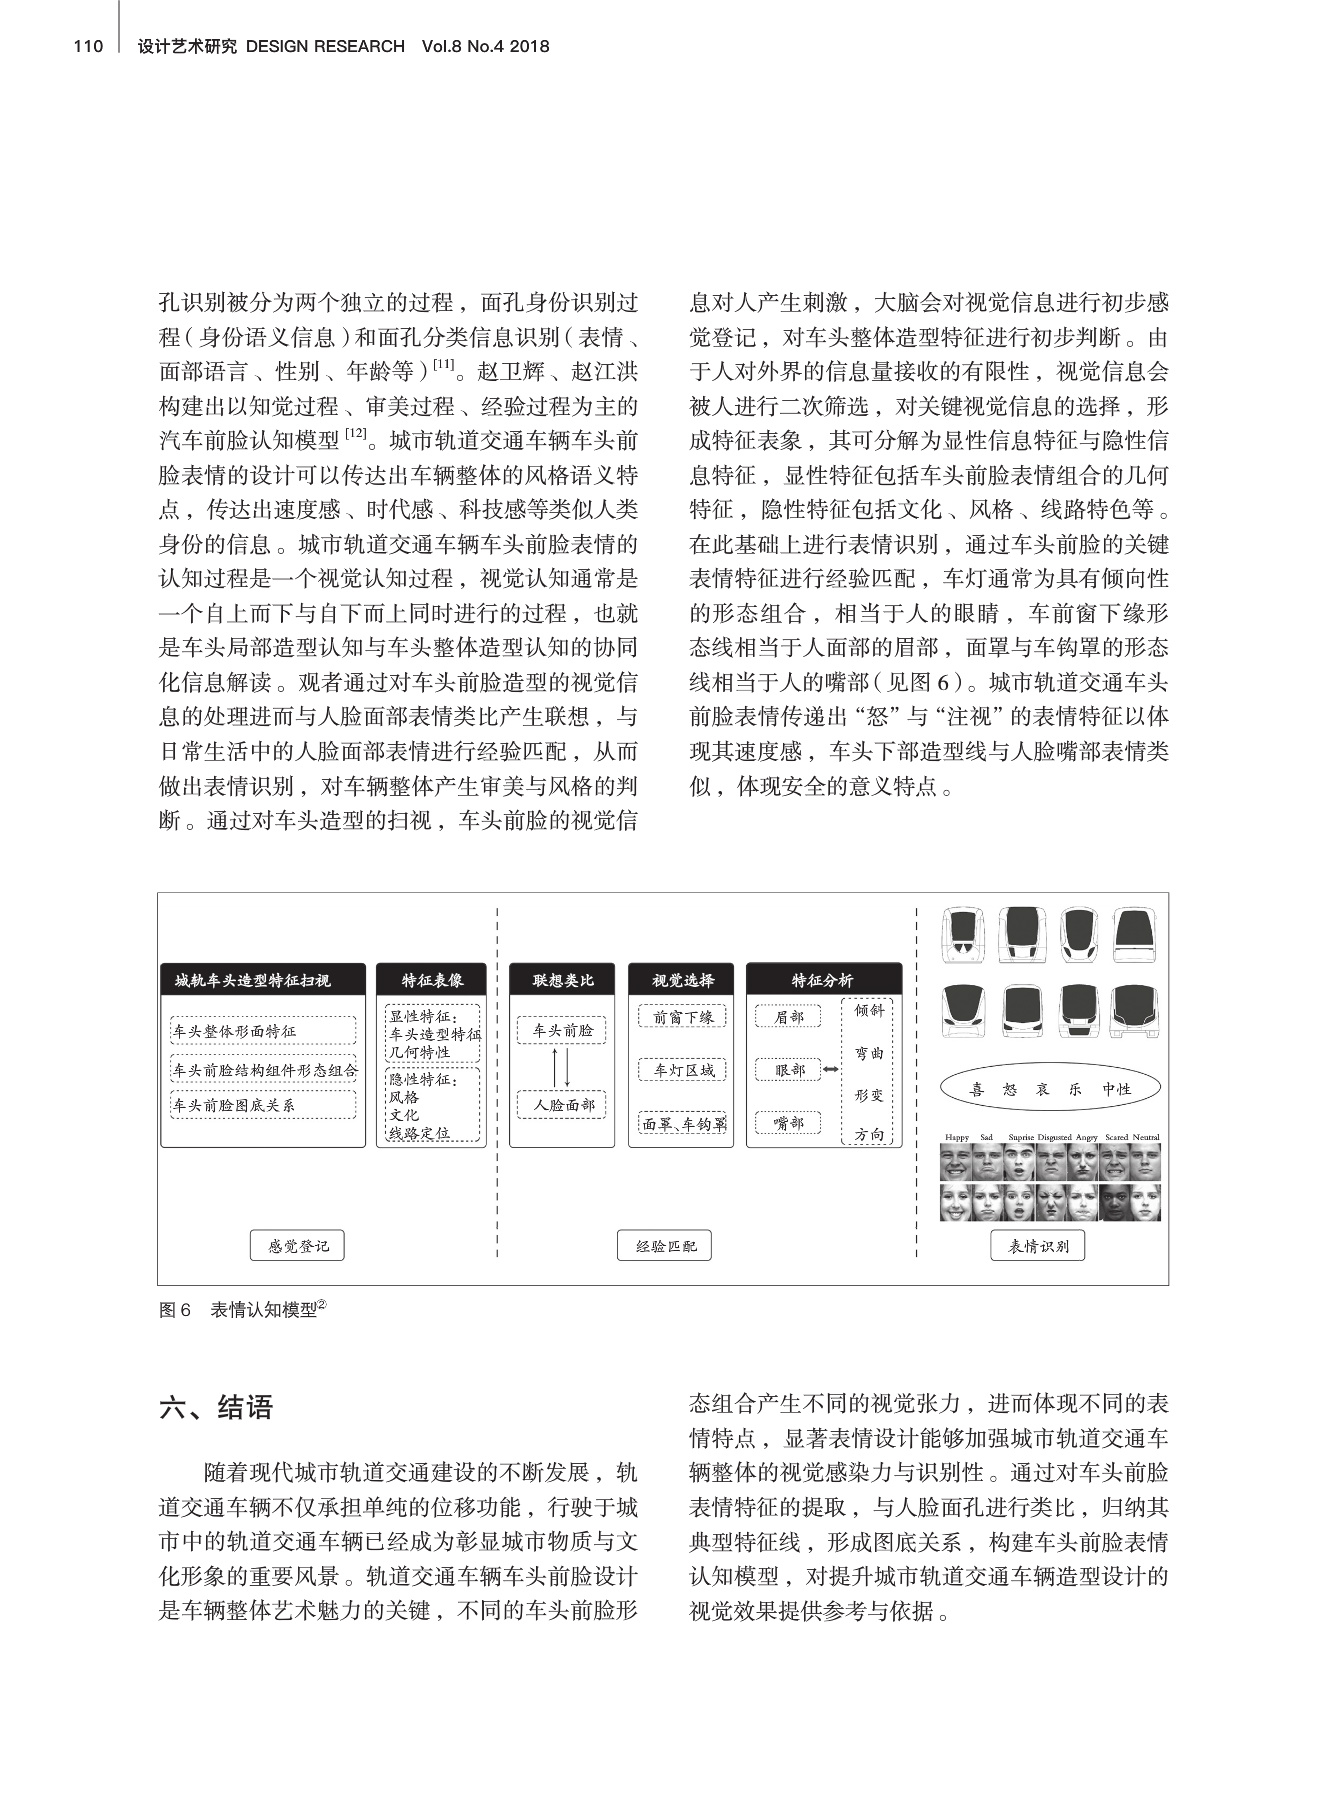 110 设计艺术研究 DESIGN RESEARCH Vol.8 No.4 2018
孔识别被分为两个独立的过程，面孔身份识别过
程（身份语义信息）和面孔分类信息识别（表情、
面部语言、性别、年龄等）[11]。赵卫辉、赵江洪
构建出以知觉过程、审美过程、经验过程为主的
汽车前脸认知模型[12]。城市轨道交通车辆车头前
脸表情的设计可以传达出车辆整体的风格语义特
点，传达出速度感、时代感、科技感等类似人类
身份的信息。城市轨道交通车辆车头前脸表情的
认知过程是一个视觉认知过程，视觉认知通常是
一个自上而下与自下而上同时进行的过程，也就
是车头局部造型认知与车头整体造型认知的协同
化信息解读。观者通过对车头前脸造型的视觉信
息的处理进而与人脸面部表情类比产生联想，与
日常生活中的人脸面部表情进行经验匹配，从而
做出表情识别，对车辆整体产生审美与风格的判
断。通过对车头造型的扫视，车头前脸的视觉信
息对人产生刺激，大脑会对视觉信息进行初步感
觉登记，对车头整体造型特征进行初步判断。由
于人对外界的信息量接收的有限性，视觉信息会
被人进行二次筛选，对关键视觉信息的选择，形
成特征表象，其可分解为显性信息特征与隐性信
息特征，显性特征包括车头前脸表情组合的几何
特征，隐性特征包括文化、风格、线路特色等。
在此基础上进行表情识别，通过车头前脸的关键
表情特征进行经验匹配，车灯通常为具有倾向性
的形态组合，相当于人的眼睛，车前窗下缘形
态线相当于人面部的眉部，面罩与车钩罩的形态
线相当于人的嘴部（见图 6）。城市轨道交通车头
前脸表情传递出“怒”与“注视”的表情特征以体
现其速度感，车头下部造型线与人脸嘴部表情类
似，体现安全的意义特点。
城轨车头造型特征扫视
车头整体形面特征
车头前脸结构组件形态组合
车头前脸图底关系
特征表像
显性特征：
车头造型特征
几何特性
隐性特征：
风格
文化
线路定位
感觉登记
联想类比
车头前脸
人脸面部
视觉选择
前窗下缘
车灯区域
面罩、车钩罩
特征分析
眉部
眼部
嘴部
倾斜
弯曲
形变
方向
经验匹配
喜 怒 哀 乐 中性
Happy Sad Suprise Disgusted Angry Scared Neutral
表情识别
图 6 表情认知模型②
六、结语
随着现代城市轨道交通建设的不断发展，轨
道交通车辆不仅承担单纯的位移功能，行驶于城
市中的轨道交通车辆已经成为彰显城市物质与文
化形象的重要风景。轨道交通车辆车头前脸设计
是车辆整体艺术魅力的关键，不同的车头前脸形
态组合产生不同的视觉张力，进而体现不同的表
情特点，显著表情设计能够加强城市轨道交通车
辆整体的视觉感染力与识别性。通过对车头前脸
表情特征的提取，与人脸面孔进行类比，归纳其
典型特征线，形成图底关系，构建车头前脸表情
认知模型，对提升城市轨道交通车辆造型设计的
视觉效果提供参考与依据。